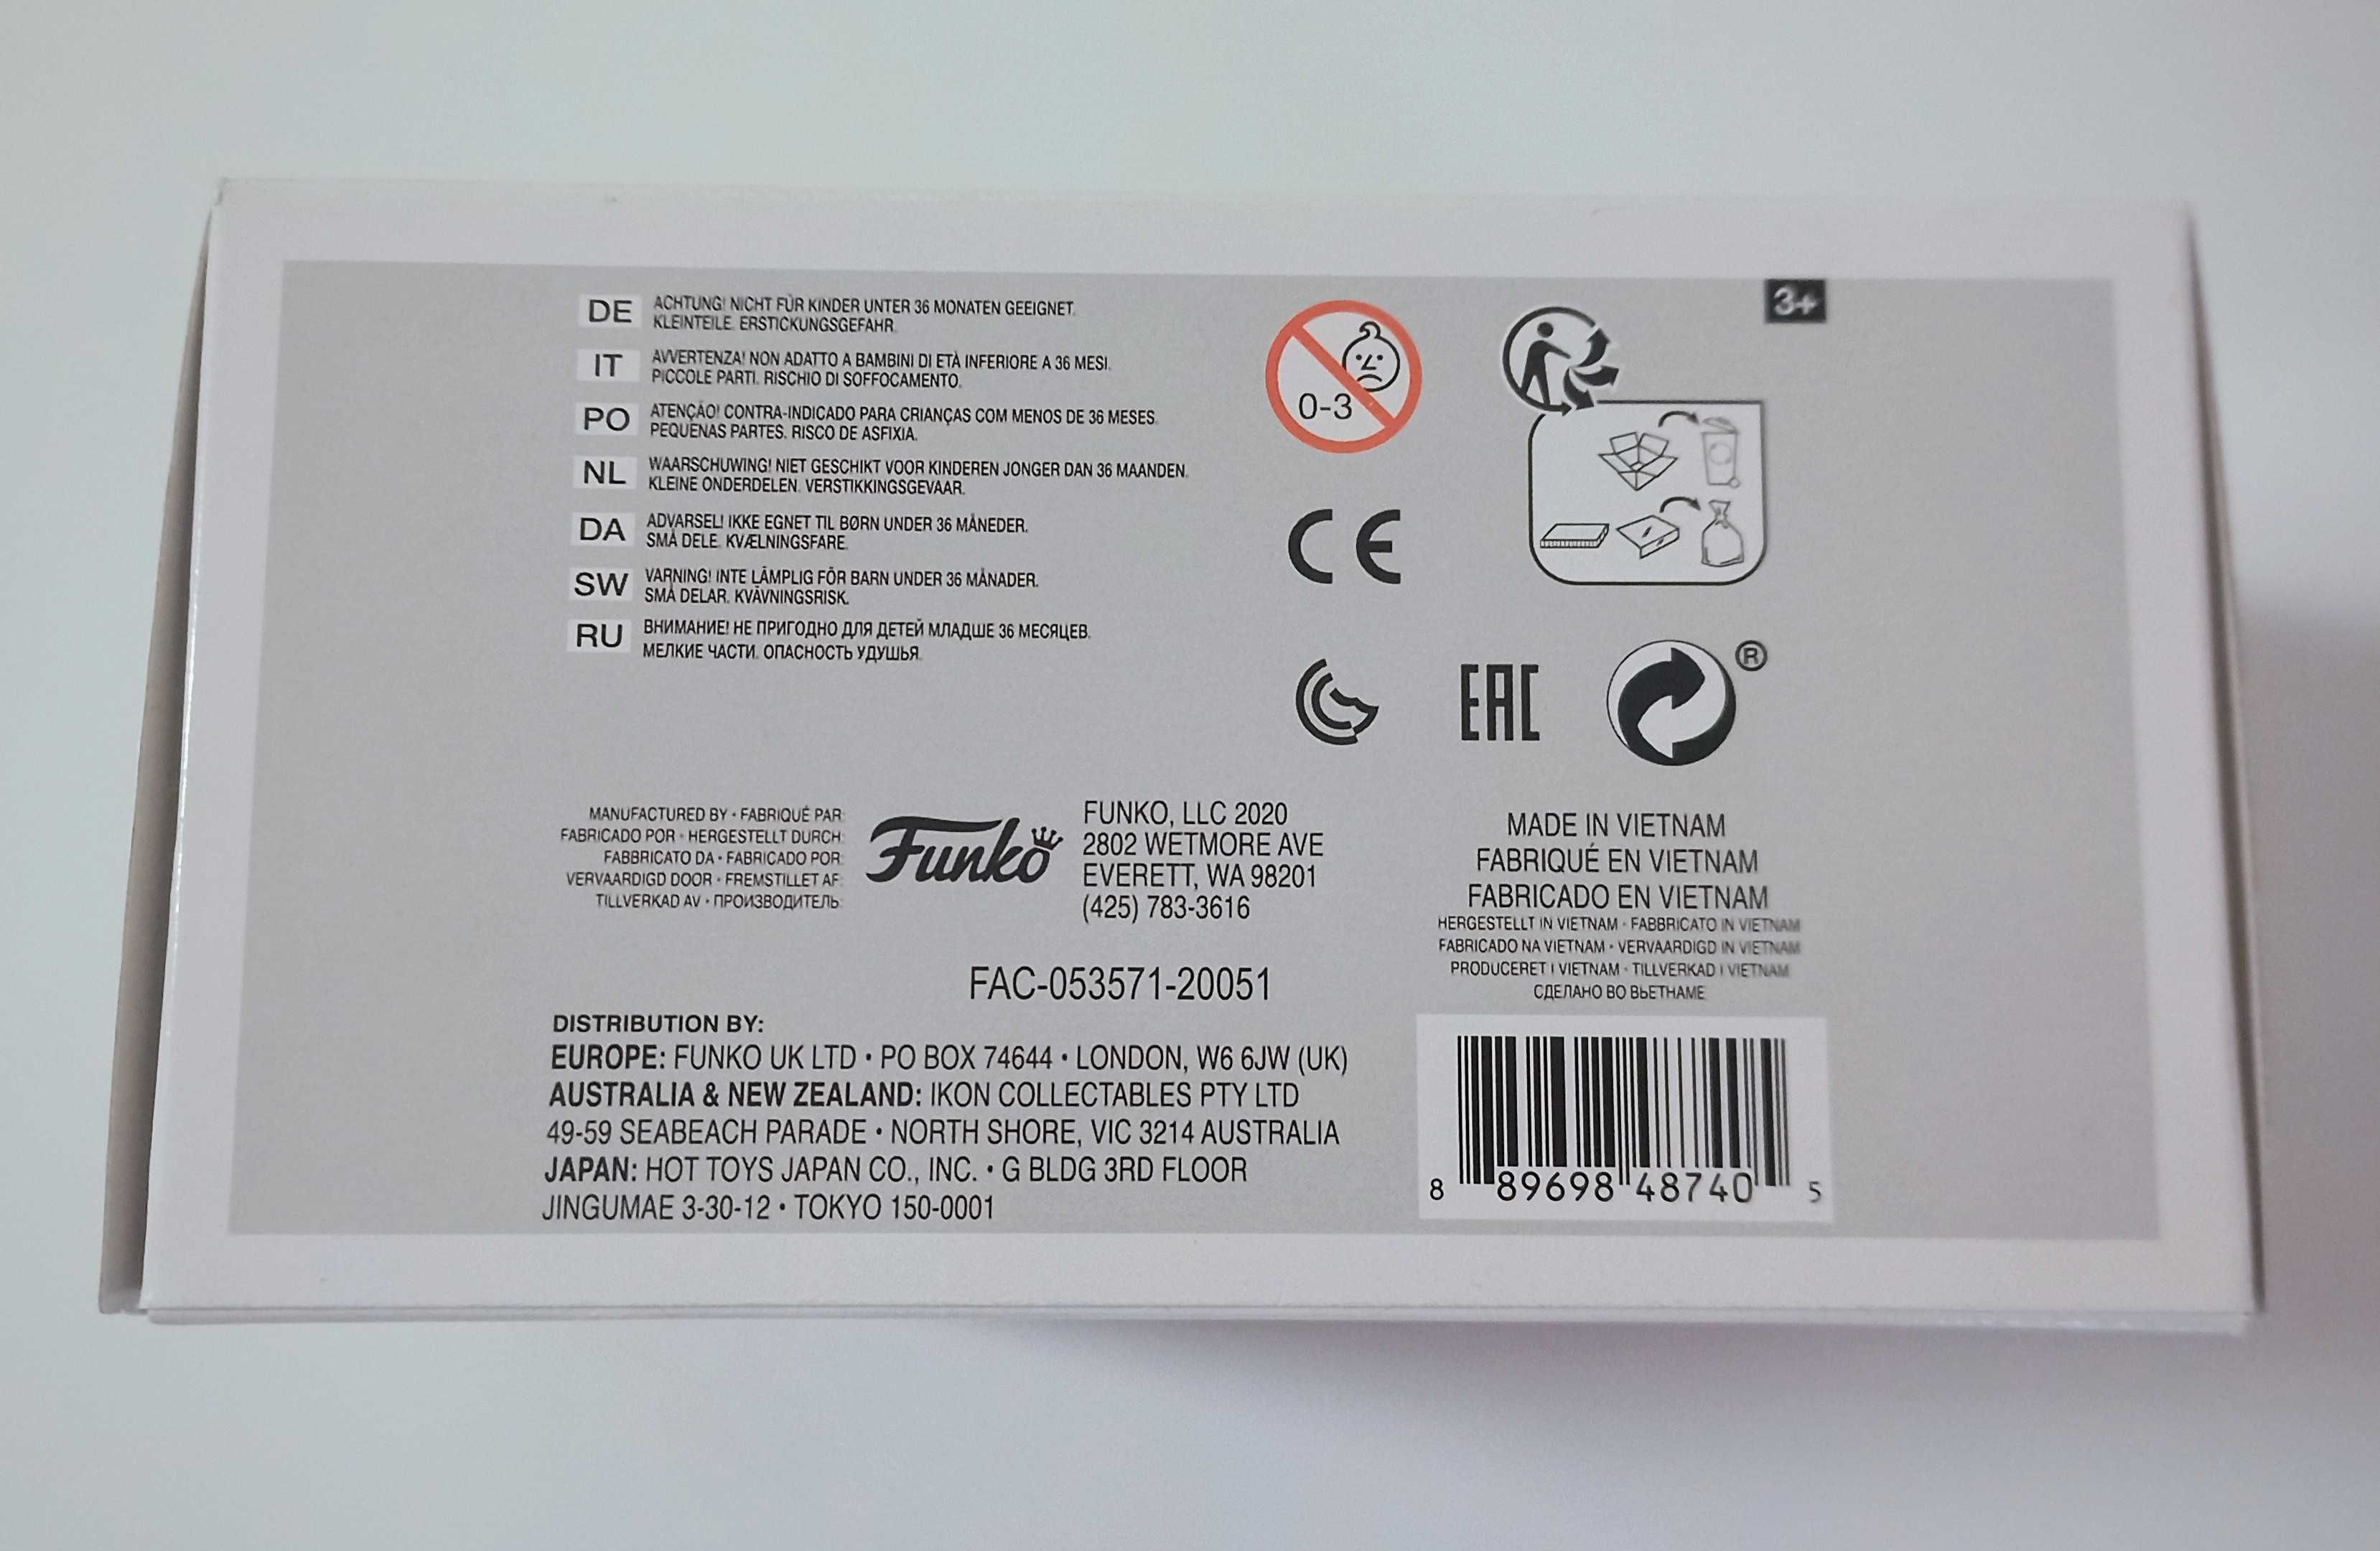 DE
ACHTUNG! NICHT FÜR KINDER UNTER 36 MONATEN GEEIGNET.
KLEINTEILE. ERSTICKUNGSGEFAHR.
IT
AVVERTENZA! NON ADATTO A BAMBINI DI ETÀ INFERIORE A 36 MESI.
PICCOLE PARTI. RISCHIO DI SOFFOCAMENTO.
PO
ATENÇÃO! CONTRA-INDICADO PARA CRIANÇAS COM MENOS DE 36 MESES.
PEQUENAS PARTES. RISCO DE ASFIXIA.
NL
WAARSCHUWING! NIET GESCHIKT VOOR KINDEREN JONGER DAN 36 MAANDEN.
KLEINE ONDERDELEN. VERSTIKKINGSGEVAAR.
DA
ADVARSEL! IKKE EGNET TIL BØRN UNDER 36 MÅNEDER.
SMÅ DELE. KVÆLNINGSFARE.
SW
VARNING! INTE LÄMPLIG FÖR BARN UNDER 36 MÅNADER.
SMÅ DELAR. KVÄVNINGSRISK.
RU
ВНИМАНИЕ! НЕ ПРИГОДНО ДЛЯ ДЕТЕЙ МЛАДШЕ 36 МЕСЯЦЕВ.
МЕЛКИЕ ЧАСТИ. ОПАСНОСТЬ УДУШЬЯ.
0-3
3+
CE
EAC
®
MANUFACTURED BY • FABRIQUÉ PAR:
FABRICADO POR • HERGESTELLT DURCH:
FABBRICATO DA • FABRICADO POR:
VERVAARDIGD DOOR • FREMSTILLET AF:
TILLVERKAD AV • ПРОИЗВОДИТЕЛЬ:
Funko
FUNKO, LLC 2020
2802 WETMORE AVE
EVERETT, WA 98201
(425) 783-3616
MADE IN VIETNAM
FABRIQUÉ EN VIETNAM
FABRICADO EN VIETNAM
HERGESTELLT IN VIETNAM • FABBRICATO IN VIETNAM
FABRICADO NA VIETNAM • VERVAARDIGD IN VIETNAM
PRODUCERET I VIETNAM • TILLVERKAD I VIETNAM
СДЕЛАНО ВО ВЬЕТНАМЕ
FAC-053571-20051
DISTRIBUTION BY:
EUROPE: FUNKO UK LTD • PO BOX 74644 • LONDON, W6 6JW (UK)
AUSTRALIA & NEW ZEALAND: IKON COLLECTABLES PTY LTD
49-59 SEABEACH PARADE • NORTH SHORE, VIC 3214 AUSTRALIA
JAPAN: HOT TOYS JAPAN CO., INC. • G BLDG 3RD FLOOR
JINGUMAE 3-30-12 • TOKYO 150-0001
8 89698 48740 5